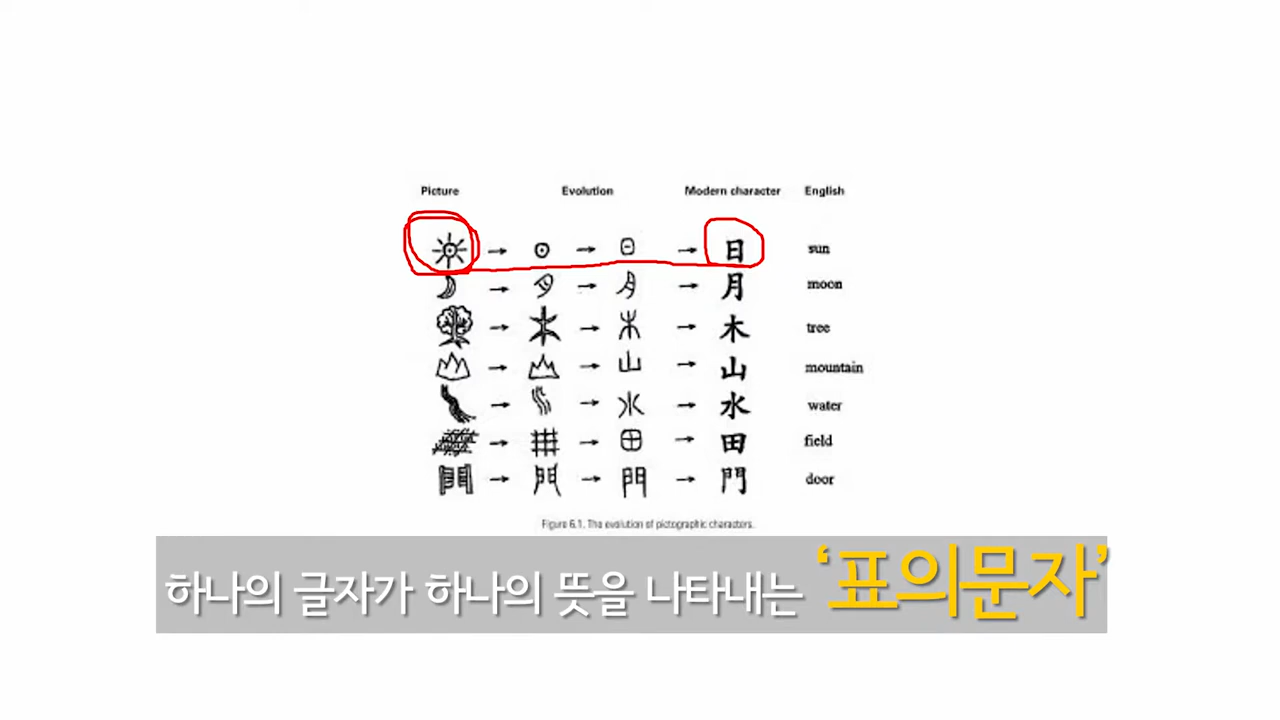 Picture Evolution Modern character English
日 sun
月 moon
木 tree
山 mountain
水 water
田 field
門 door
Figure 6.1. The evolution of pictographic characters.
하나의 글자가 하나의 뜻을 나타내는 ‘표의문자’